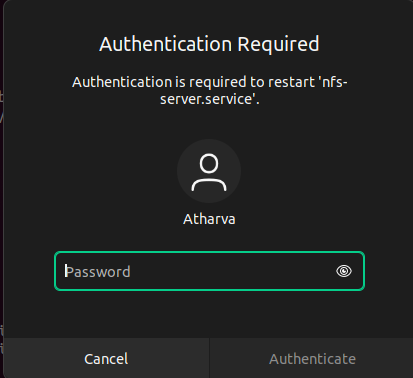 Authentication Required
Authentication is required to restart 'nfs-
server.service'.
Atharva
Password
Cancel
Authenticate